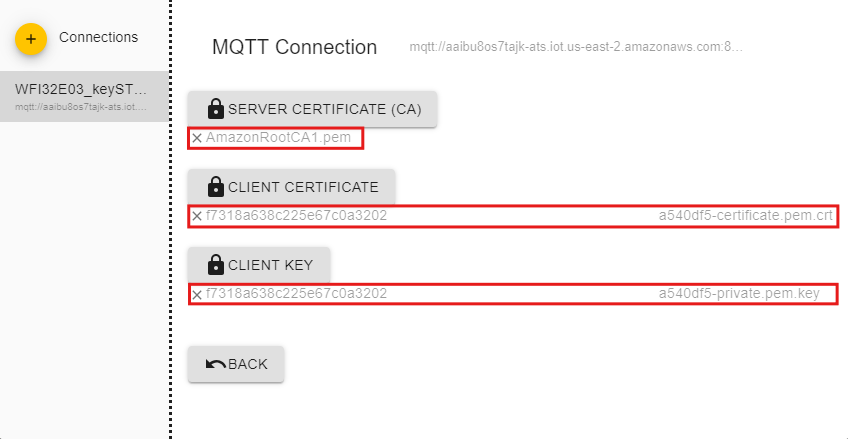 + Connections
WFI32E03_keyST...
mqtt://aaibu8os7tajk-ats.iot....
MQTT Connection
mqtt://aaibu8os7tajk-ats.iot.us-east-2.amazonaws.com:8...
SERVER CERTIFICATE (CA)
× AmazonRootCA1.pem
CLIENT CERTIFICATE
× f7318a638c225e67c0a3202 a540df5-certificate.pem.crt
CLIENT KEY
× f7318a638c225e67c0a3202 a540df5-private.pem.key
BACK